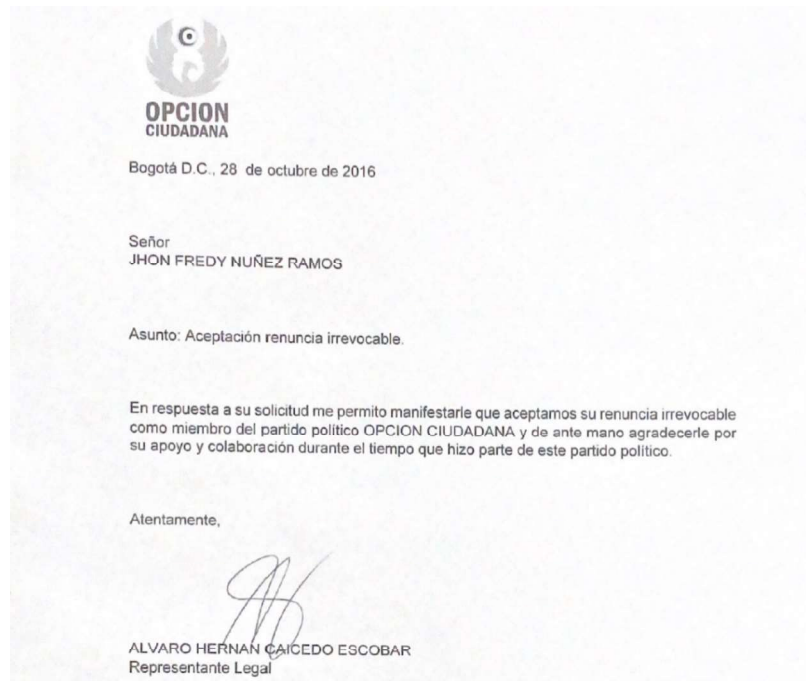 OPCION
CIUDADANA
Bogotá D.C., 28 de octubre de 2016
Señor
JHON FREDY NUÑEZ RAMOS
Asunto: Aceptación renuncia irrevocable.
En respuesta a su solicitud me permito manifestarle que aceptamos su renuncia irrevocable
como miembro del partido político OPCION CIUDADANA y de ante mano agradecerle por
su apoyo y colaboración durante el tiempo que hizo parte de este partido político.
Atentamente,
ALVARO HERNAN CAICEDO ESCOBAR
Representante Legal